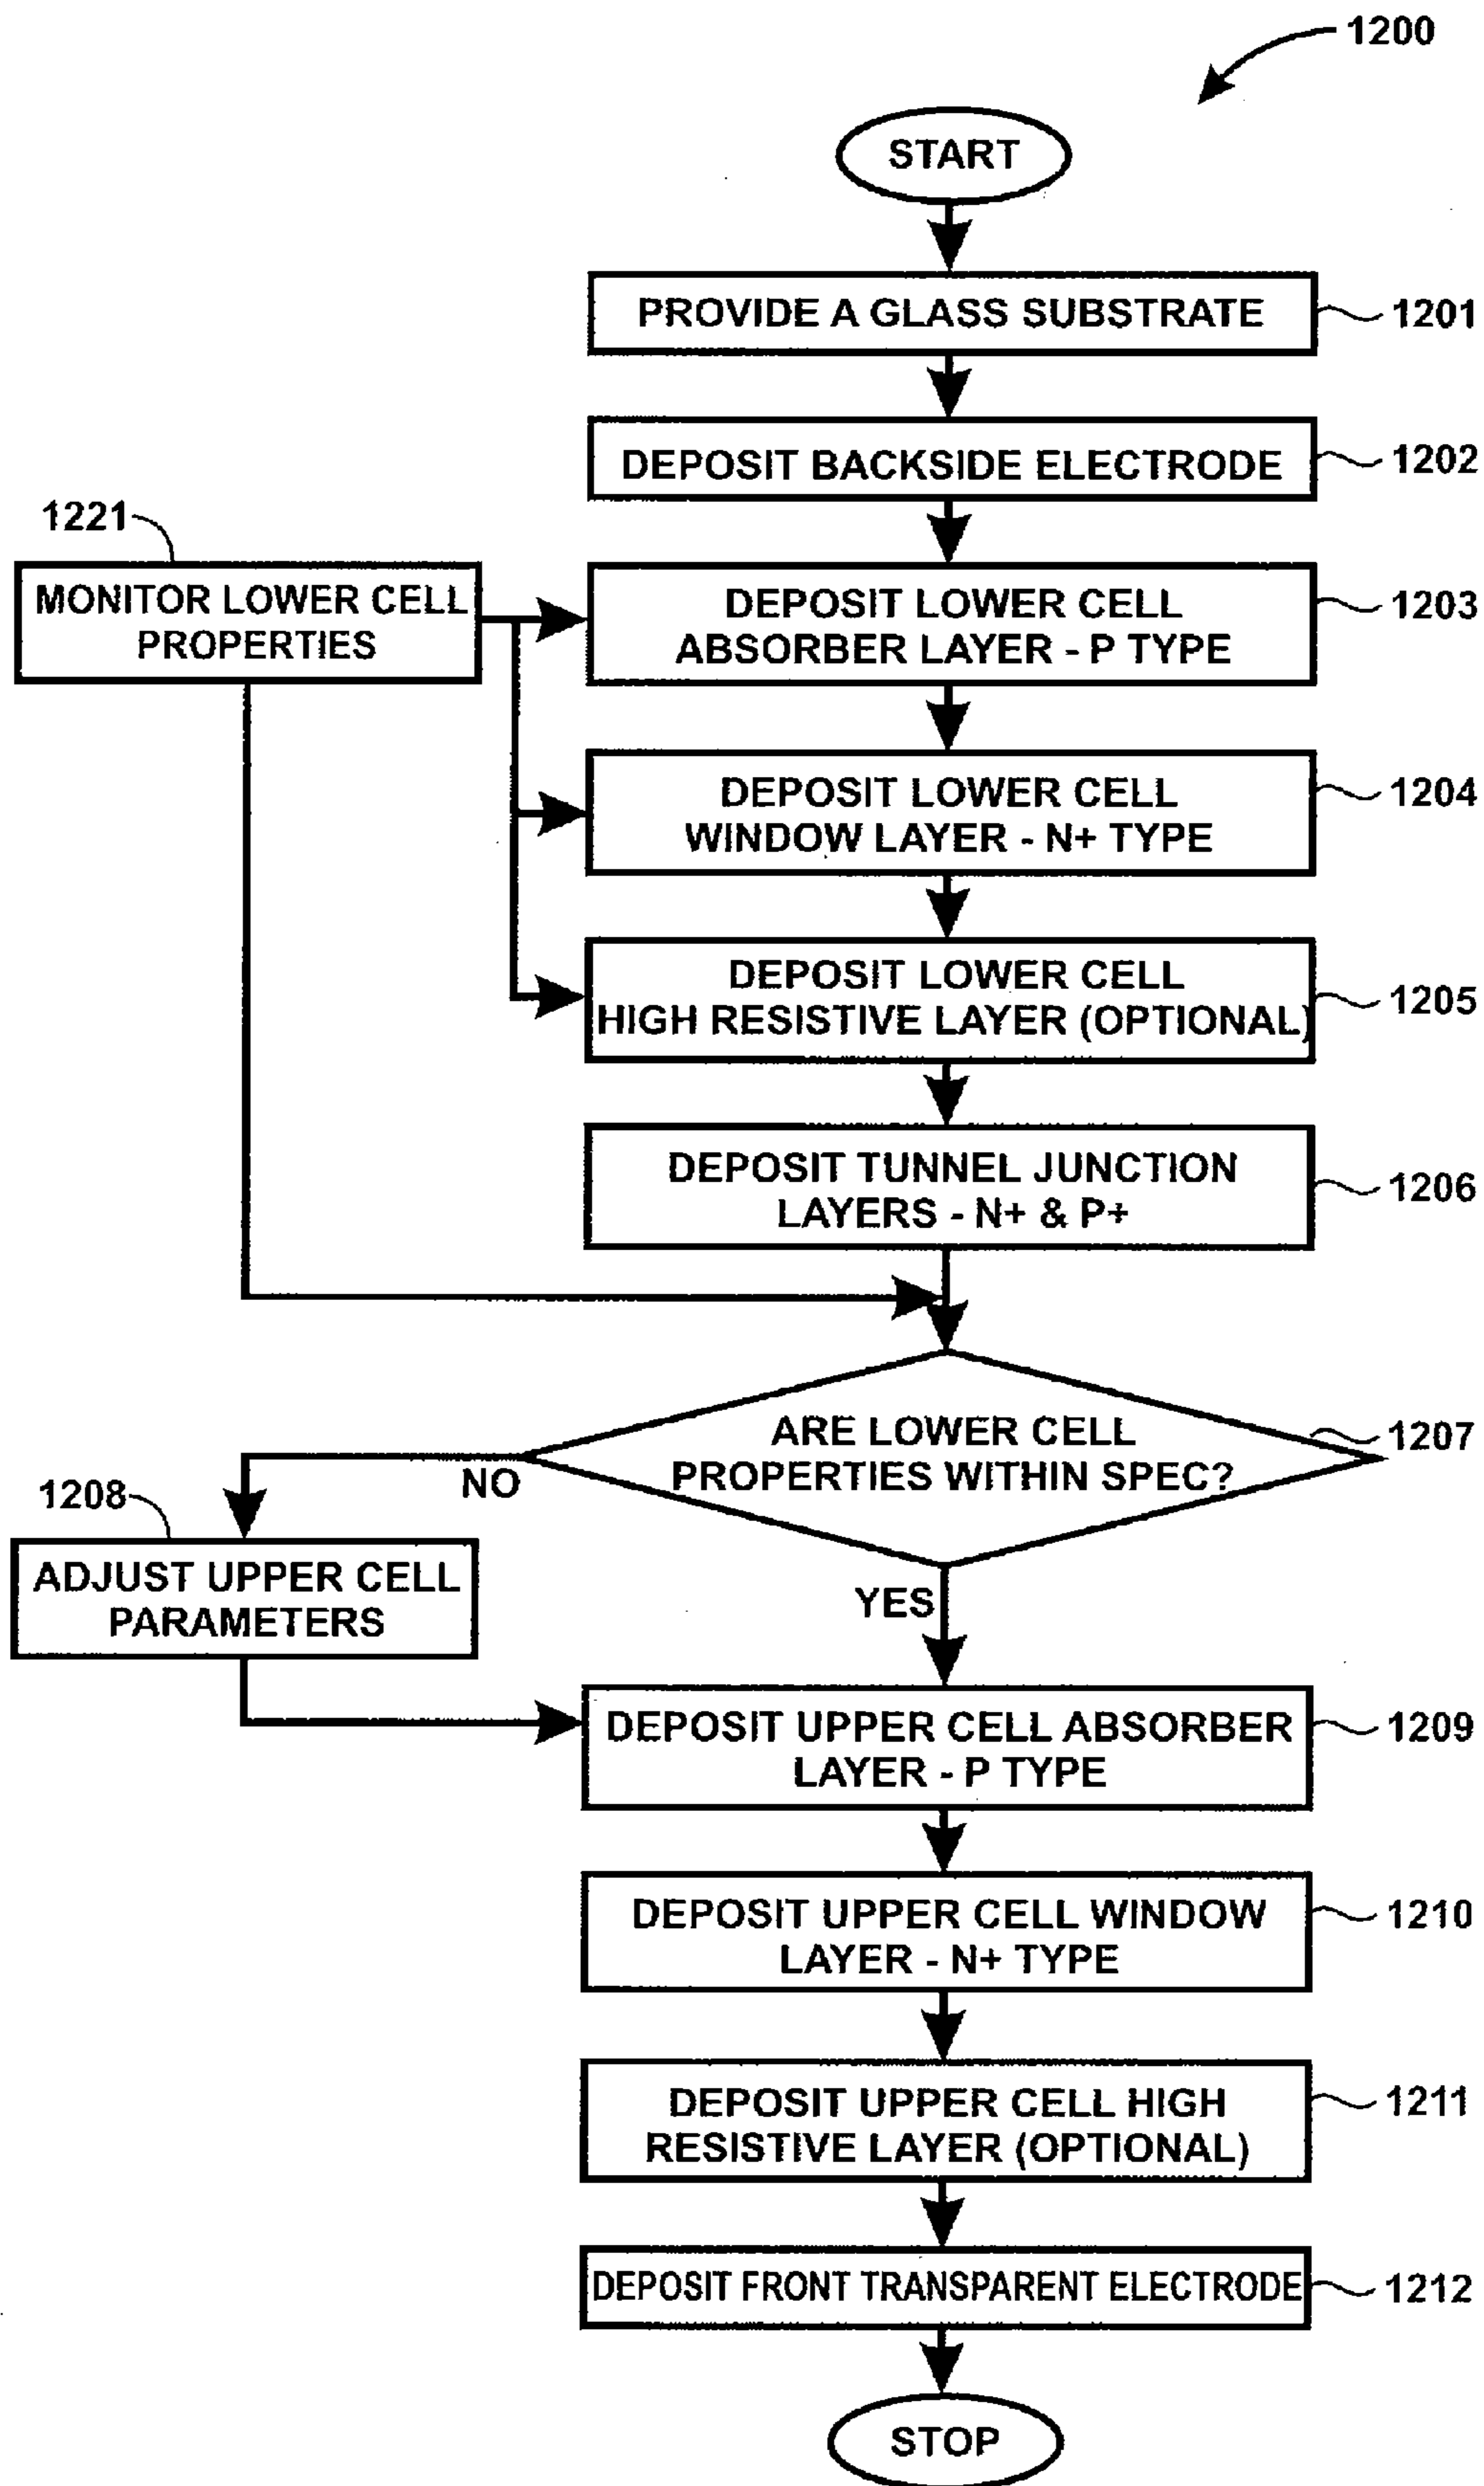 1200
START
PROVIDE A GLASS SUBSTRATE
1201
DEPOSIT BACKSIDE ELECTRODE
1202
1221
MONITOR LOWER CELL
PROPERTIES
DEPOSIT LOWER CELL
ABSORBER LAYER - P TYPE
1203
DEPOSIT LOWER CELL
WINDOW LAYER - N+ TYPE
1204
DEPOSIT LOWER CELL
HIGH RESISTIVE LAYER (OPTIONAL)
1205
DEPOSIT TUNNEL JUNCTION
LAYERS - N+ & P+
1206
ARE LOWER CELL
PROPERTIES WITHIN SPEC?
1207
NO
1208
ADJUST UPPER CELL
PARAMETERS
YES
DEPOSIT UPPER CELL ABSORBER
LAYER - P TYPE
1209
DEPOSIT UPPER CELL WINDOW
LAYER - N+ TYPE
1210
DEPOSIT UPPER CELL HIGH
RESISTIVE LAYER (OPTIONAL)
1211
DEPOSIT FRONT TRANSPARENT ELECTRODE
1212
STOP